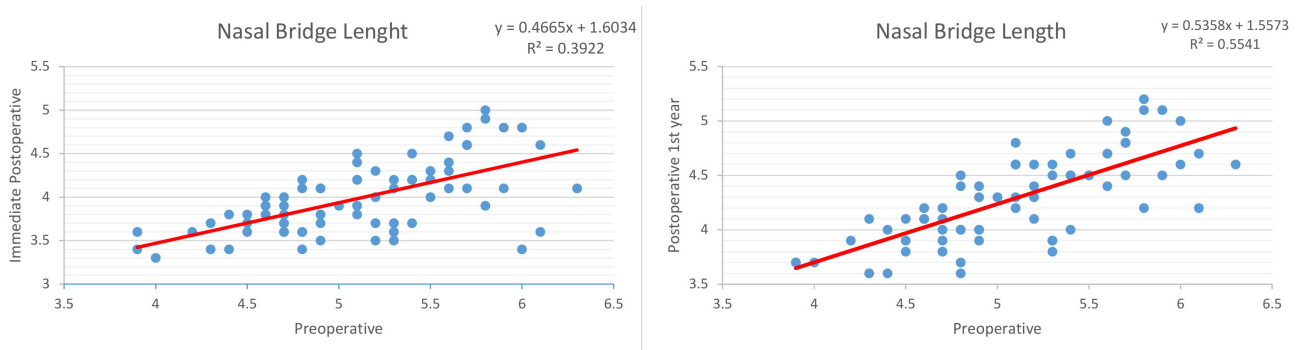 Nasal Bridge Lenght
y = 0.4665x + 1.6034
R² = 0.3922
5.5
5
4.5
4
3.5
3
Immediate Postoperative
3.5 4 4.5 5 5.5 6 6.5
Preoperative
Nasal Bridge Length
y = 0.5358x + 1.5573
R² = 0.5541
5.5
5
4.5
4
3.5
Postoperative 1st year
3.5 4 4.5 5 5.5 6 6.5
Preoperative